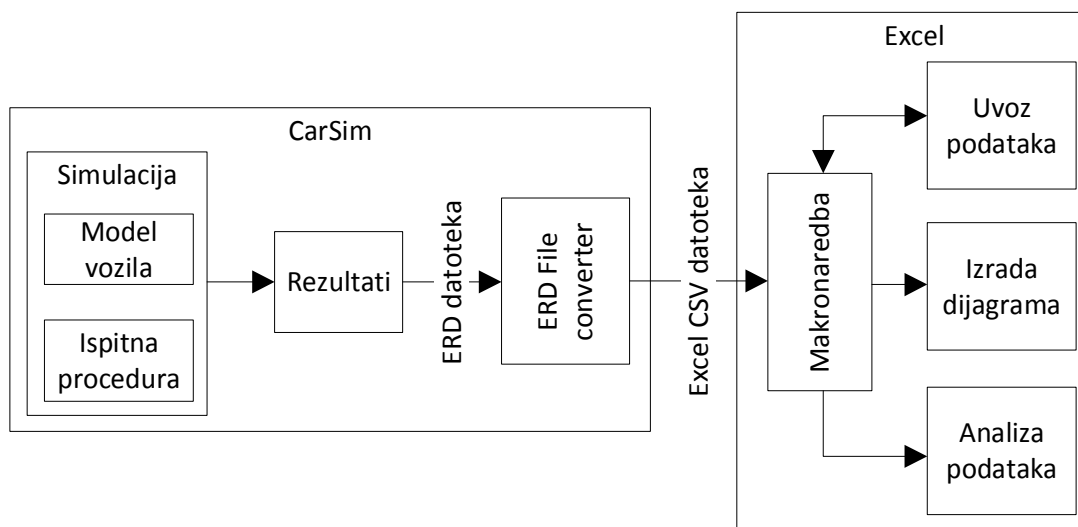 CarSim
Simulacija
Model
vozila
Ispitna
procedura
Rezultati
ERD datoteka
ERD File
converter
Excel CSV datoteka
Excel
Makronaredba
Uvoz
podataka
Izrada
dijagrama
Analiza
podataka